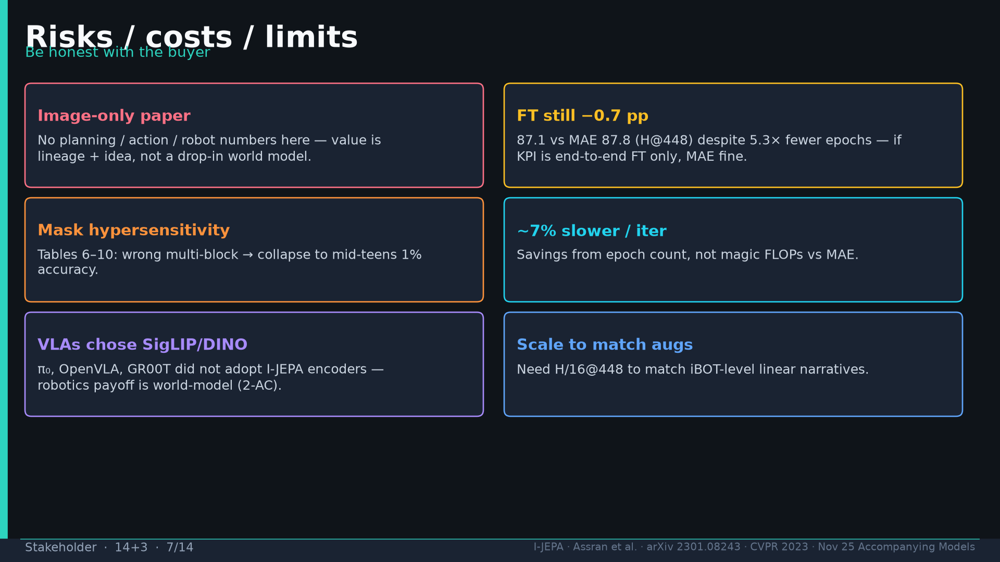 Risks / costs / limits
Be honest with the buyer
Image-only paper
No planning / action / robot numbers here — value is
lineage + idea, not a drop-in world model.
FT still −0.7 pp
87.1 vs MAE 87.8 (H@448) despite 5.3× fewer epochs — if
KPI is end-to-end FT only, MAE fine.
Mask hypersensitivity
Tables 6–10: wrong multi-block → collapse to mid-teens 1%
accuracy.
~7% slower / iter
Savings from epoch count, not magic FLOPs vs MAE.
VLAs chose SigLIP/DINO
π₀, OpenVLA, GR00T did not adopt I-JEPA encoders —
robotics payoff is world-model (2-AC).
Scale to match augs
Need H/16@448 to match iBOT-level linear narratives.
Stakeholder · 14+3 · 7/14
I-JEPA · Assran et al. · arXiv 2301.08243 · CVPR 2023 · Nov 25 Accompanying Models